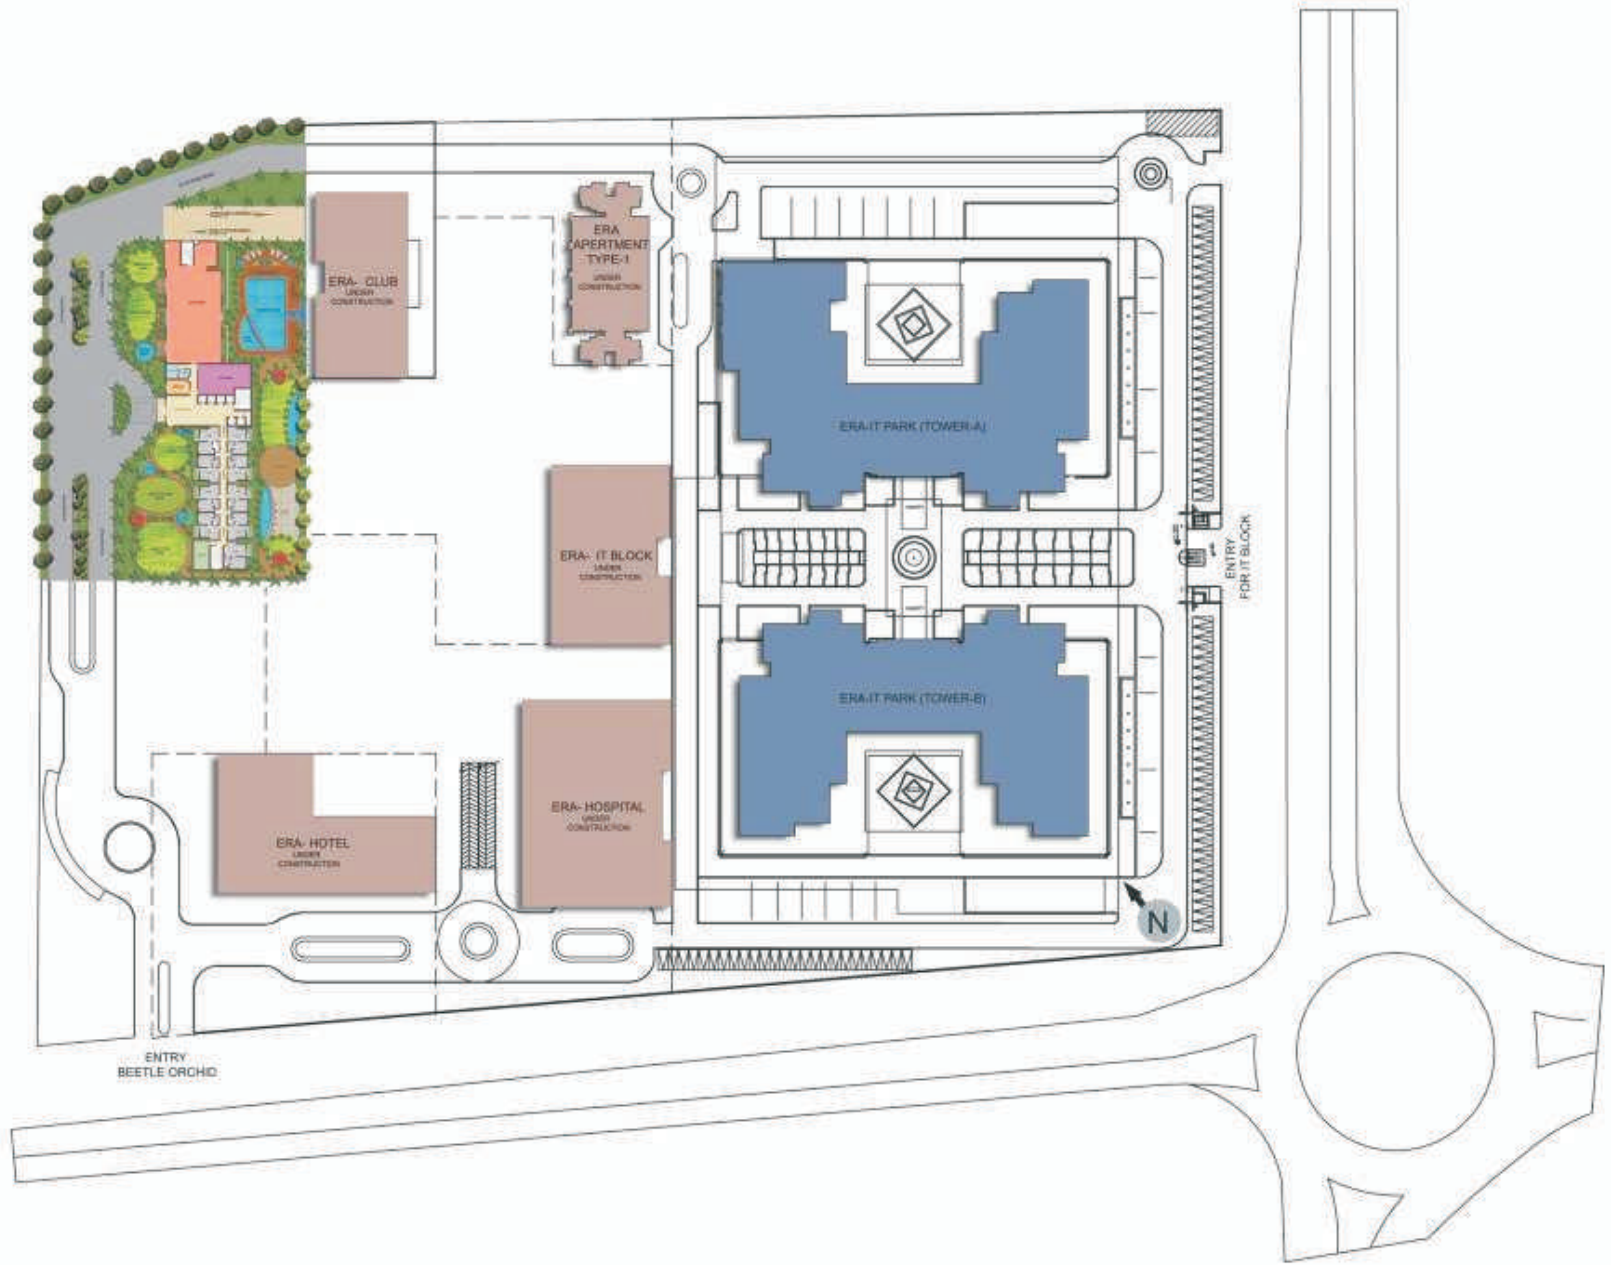 ERA
APERTMENT
TYPE-1
UNDER
CONSTRUCTION
ERA- CLUB
UNDER
CONSTRUCTION
ERA-IT PARK (TOWER-A)
ERA- IT BLOCK
UNDER
CONSTRUCTION
ENTRY
FOR IT BLOCK
ERA-IT PARK (TOWER-B)
ERA- HOSPITAL
UNDER
CONSTRUCTION
ERA- HOTEL
UNDER
CONSTRUCTION
N
ENTRY
BEETLE ORCHID